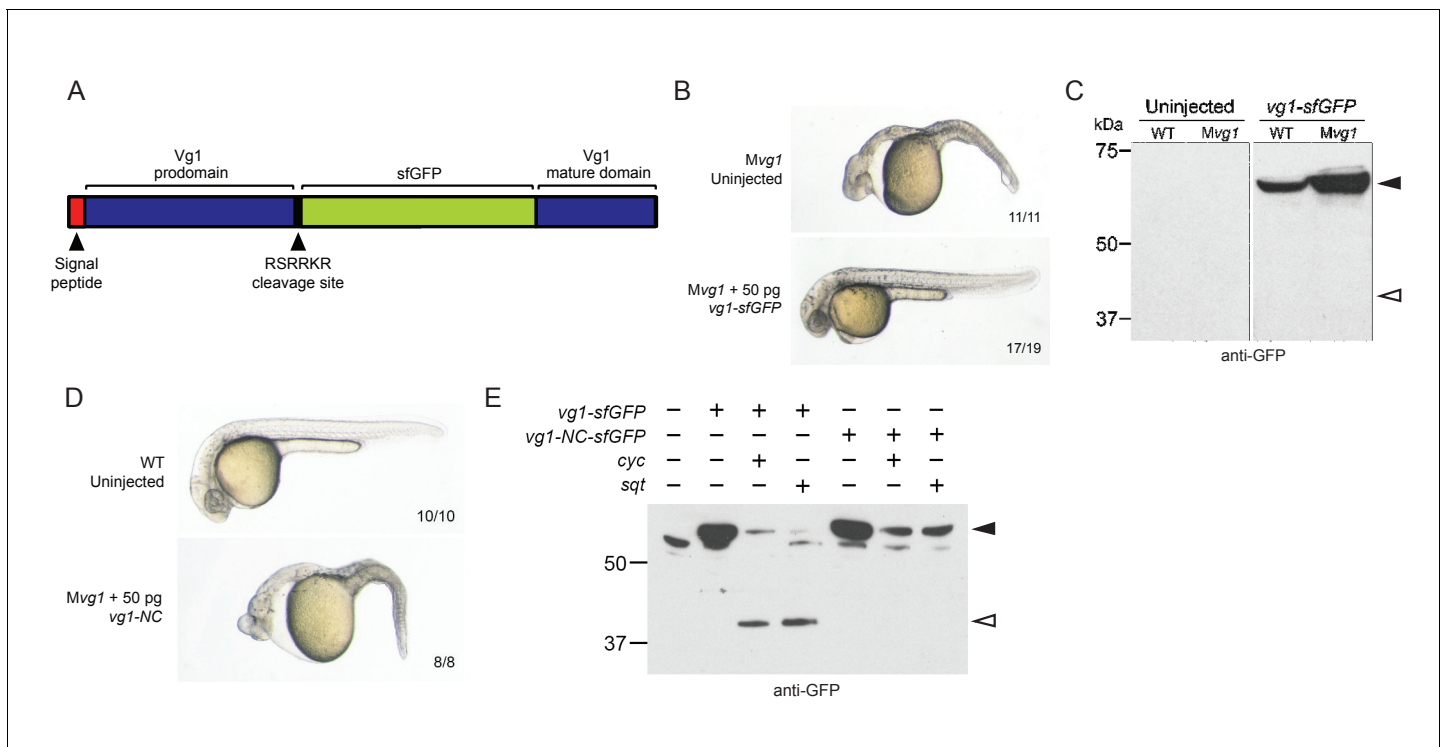 A
Vg1
prodomain
sfGFP
Vg1
mature domain
Signal
peptide
RSRRKR
cleavage site
B
Mvg1
Uninjected
11/11
Mvg1 + 50 pg
vg1-sfGFP
17/19
C
Uninjected vg1-sfGFP
kDa WT Mvg1 WT Mvg1
75
50
37
anti-GFP
D
WT
Uninjected
10/10
Mvg1 + 50 pg
vg1-NC
8/8
E
vg1-sfGFP – + + + – – –
vg1-NC-sfGFP – – – – + + +
cyc – – + – – + –
sqt – – – + – – +
50
37
anti-GFP